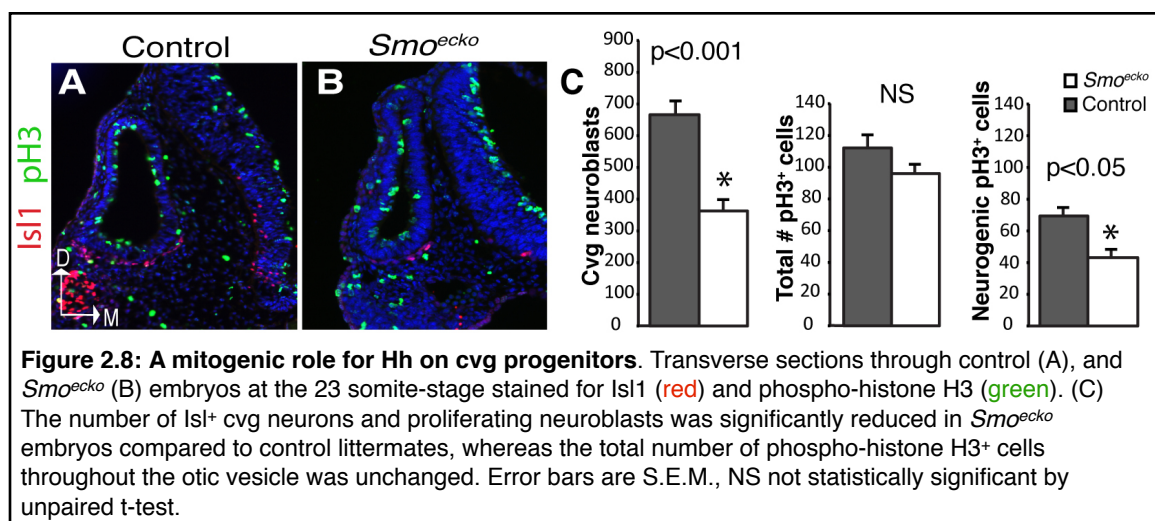 Control
Smo^ecko
A
B
C
Isl1 pH3
D
M
Cvg neuroblasts
900
800
700
600
500
400
300
200
100
0
p<0.001
*
Total # pH3+ cells
140
120
100
80
60
40
20
0
NS
Neurogenic pH3+ cells
140
120
100
80
60
40
20
0
p<0.05
*
Smo^ecko
Control
Figure 2.8: A mitogenic role for Hh on cvg progenitors. Transverse sections through control (A), and
Smo^ecko (B) embryos at the 23 somite-stage stained for Isl1 (red) and phospho-histone H3 (green). (C)
The number of Isl+ cvg neurons and proliferating neuroblasts was significantly reduced in Smo^ecko
embryos compared to control littermates, whereas the total number of phospho-histone H3+ cells
throughout the otic vesicle was unchanged. Error bars are S.E.M., NS not statistically significant by
unpaired t-test.